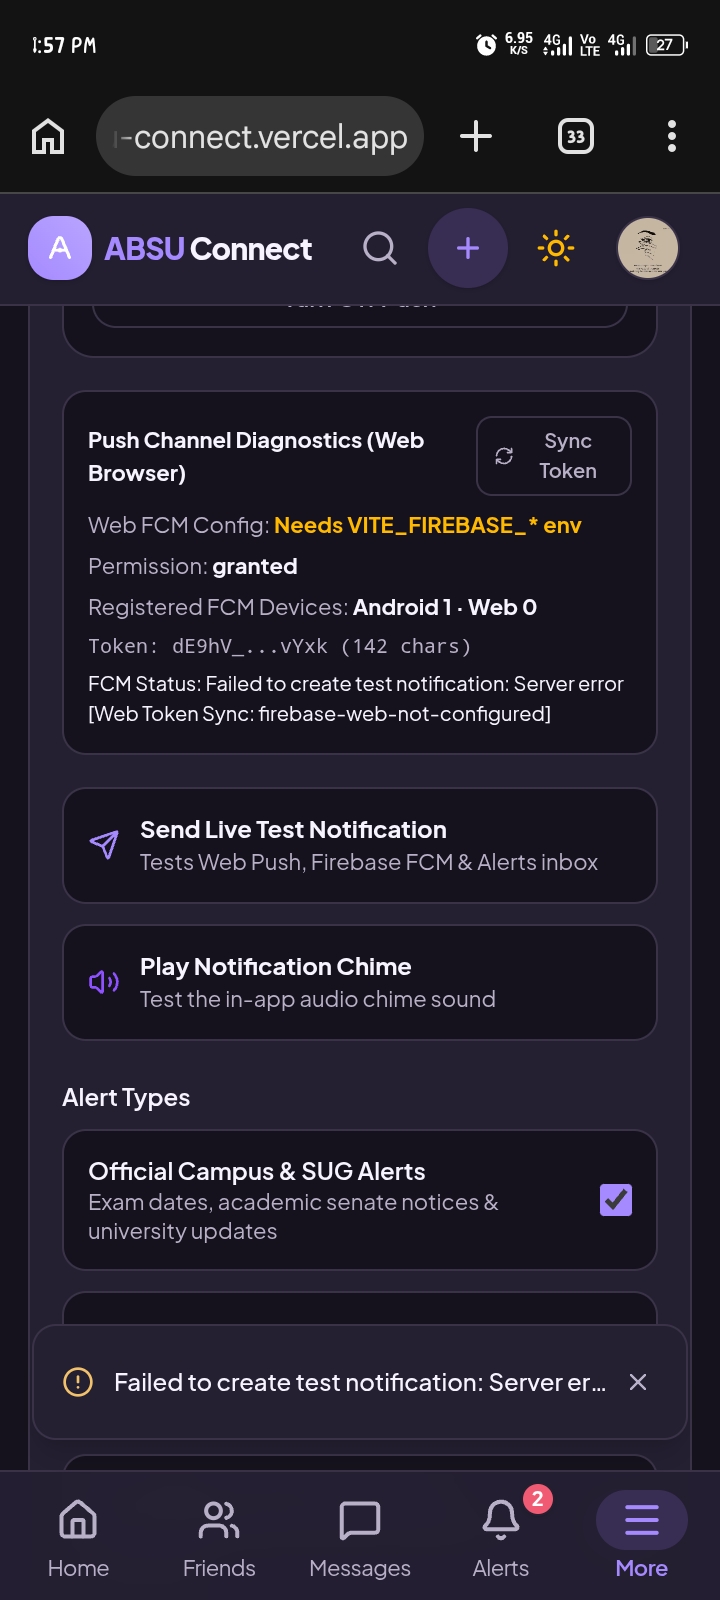 1:57 PM
6.95 K/S 4G Vo LTE 4G 27
-connect.vercel.app
33
A ABSU Connect
Push Channel Diagnostics (Web
Browser)
Sync
Token
Web FCM Config: Needs VITE_FIREBASE_* env
Permission: granted
Registered FCM Devices: Android 1 · Web 0
Token: dE9hV_...vYxk (142 chars)
FCM Status: Failed to create test notification: Server error
[Web Token Sync: firebase-web-not-configured]
Send Live Test Notification
Tests Web Push, Firebase FCM & Alerts inbox
Play Notification Chime
Test the in-app audio chime sound
Alert Types
Official Campus & SUG Alerts
Exam dates, academic senate notices &
university updates
Failed to create test notification: Server er...
2
Home
Friends
Messages
Alerts
More